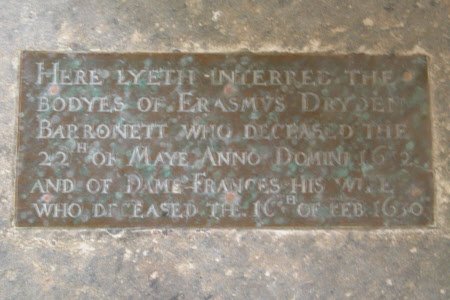 HERE LYETH INTERRED THE
BODYES OF ERASMVS DRYDEN
BARRONETT WHO DECEASED THE
22TH OF MAYE ANNO DOMINI 1632
AND OF DAME FRANCES HIS WIFE
WHO DECEASED THE 16TH OF FEB 1630